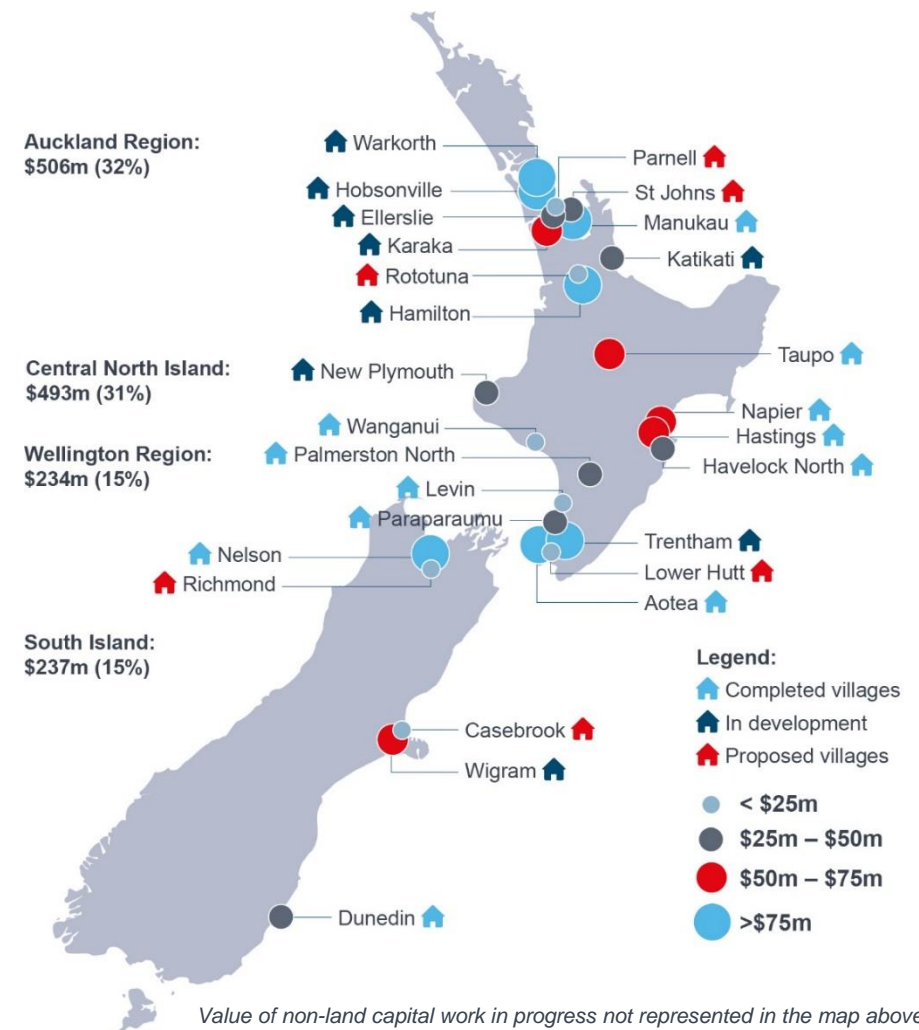 Auckland Region:
$506m (32%)
Warkorth
Hobsonville
Ellerslie
Karaka
Rototuna
Hamilton
Parnell
St Johns
Manukau
Katikati
Central North Island:
$493m (31%)
New Plymouth
Taupo
Wellington Region:
$234m (15%)
Wanganui
Palmerston North
Levin
Paraparaumu
Napier
Hastings
Havelock North
Nelson
Richmond
Trentham
Lower Hutt
Aotea
South Island:
$237m (15%)
Casebrook
Wigram
Dunedin
Legend:
Completed villages
In development
Proposed villages
< $25m
$25m – $50m
$50m – $75m
>$75m
Value of non-land capital work in progress not represented in the map above